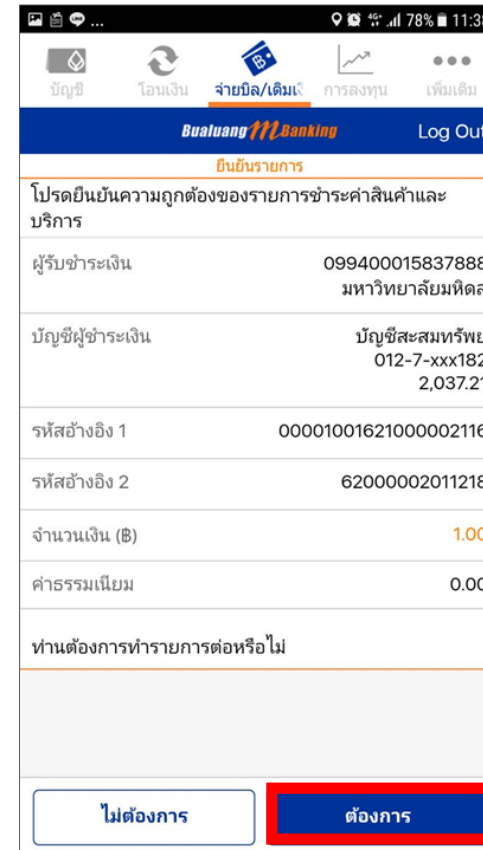 ... 78% 11:38
บัญชี โอนเงิน จ่ายบิล/เติมเงิ การลงทุน เพิ่มเติม
Bualuang mBanking Log Out
ยืนยันรายการ
โปรดยืนยันความถูกต้องของรายการชำระค่าสินค้าและ
บริการ
ผู้รับชำระเงิน 099400015837888
มหาวิทยาลัยมหิดล
บัญชีผู้ชำระเงิน บัญชีสะสมทรัพย์
012-7-xxx182
2,037.21
รหัสอ้างอิง 1 000010016210000002116
รหัสอ้างอิง 2 62000002011218
จำนวนเงิน (฿) 1.00
ค่าธรรมเนียม 0.00
ท่านต้องการทำรายการต่อหรือไม่
ไม่ต้องการ ต้องการ